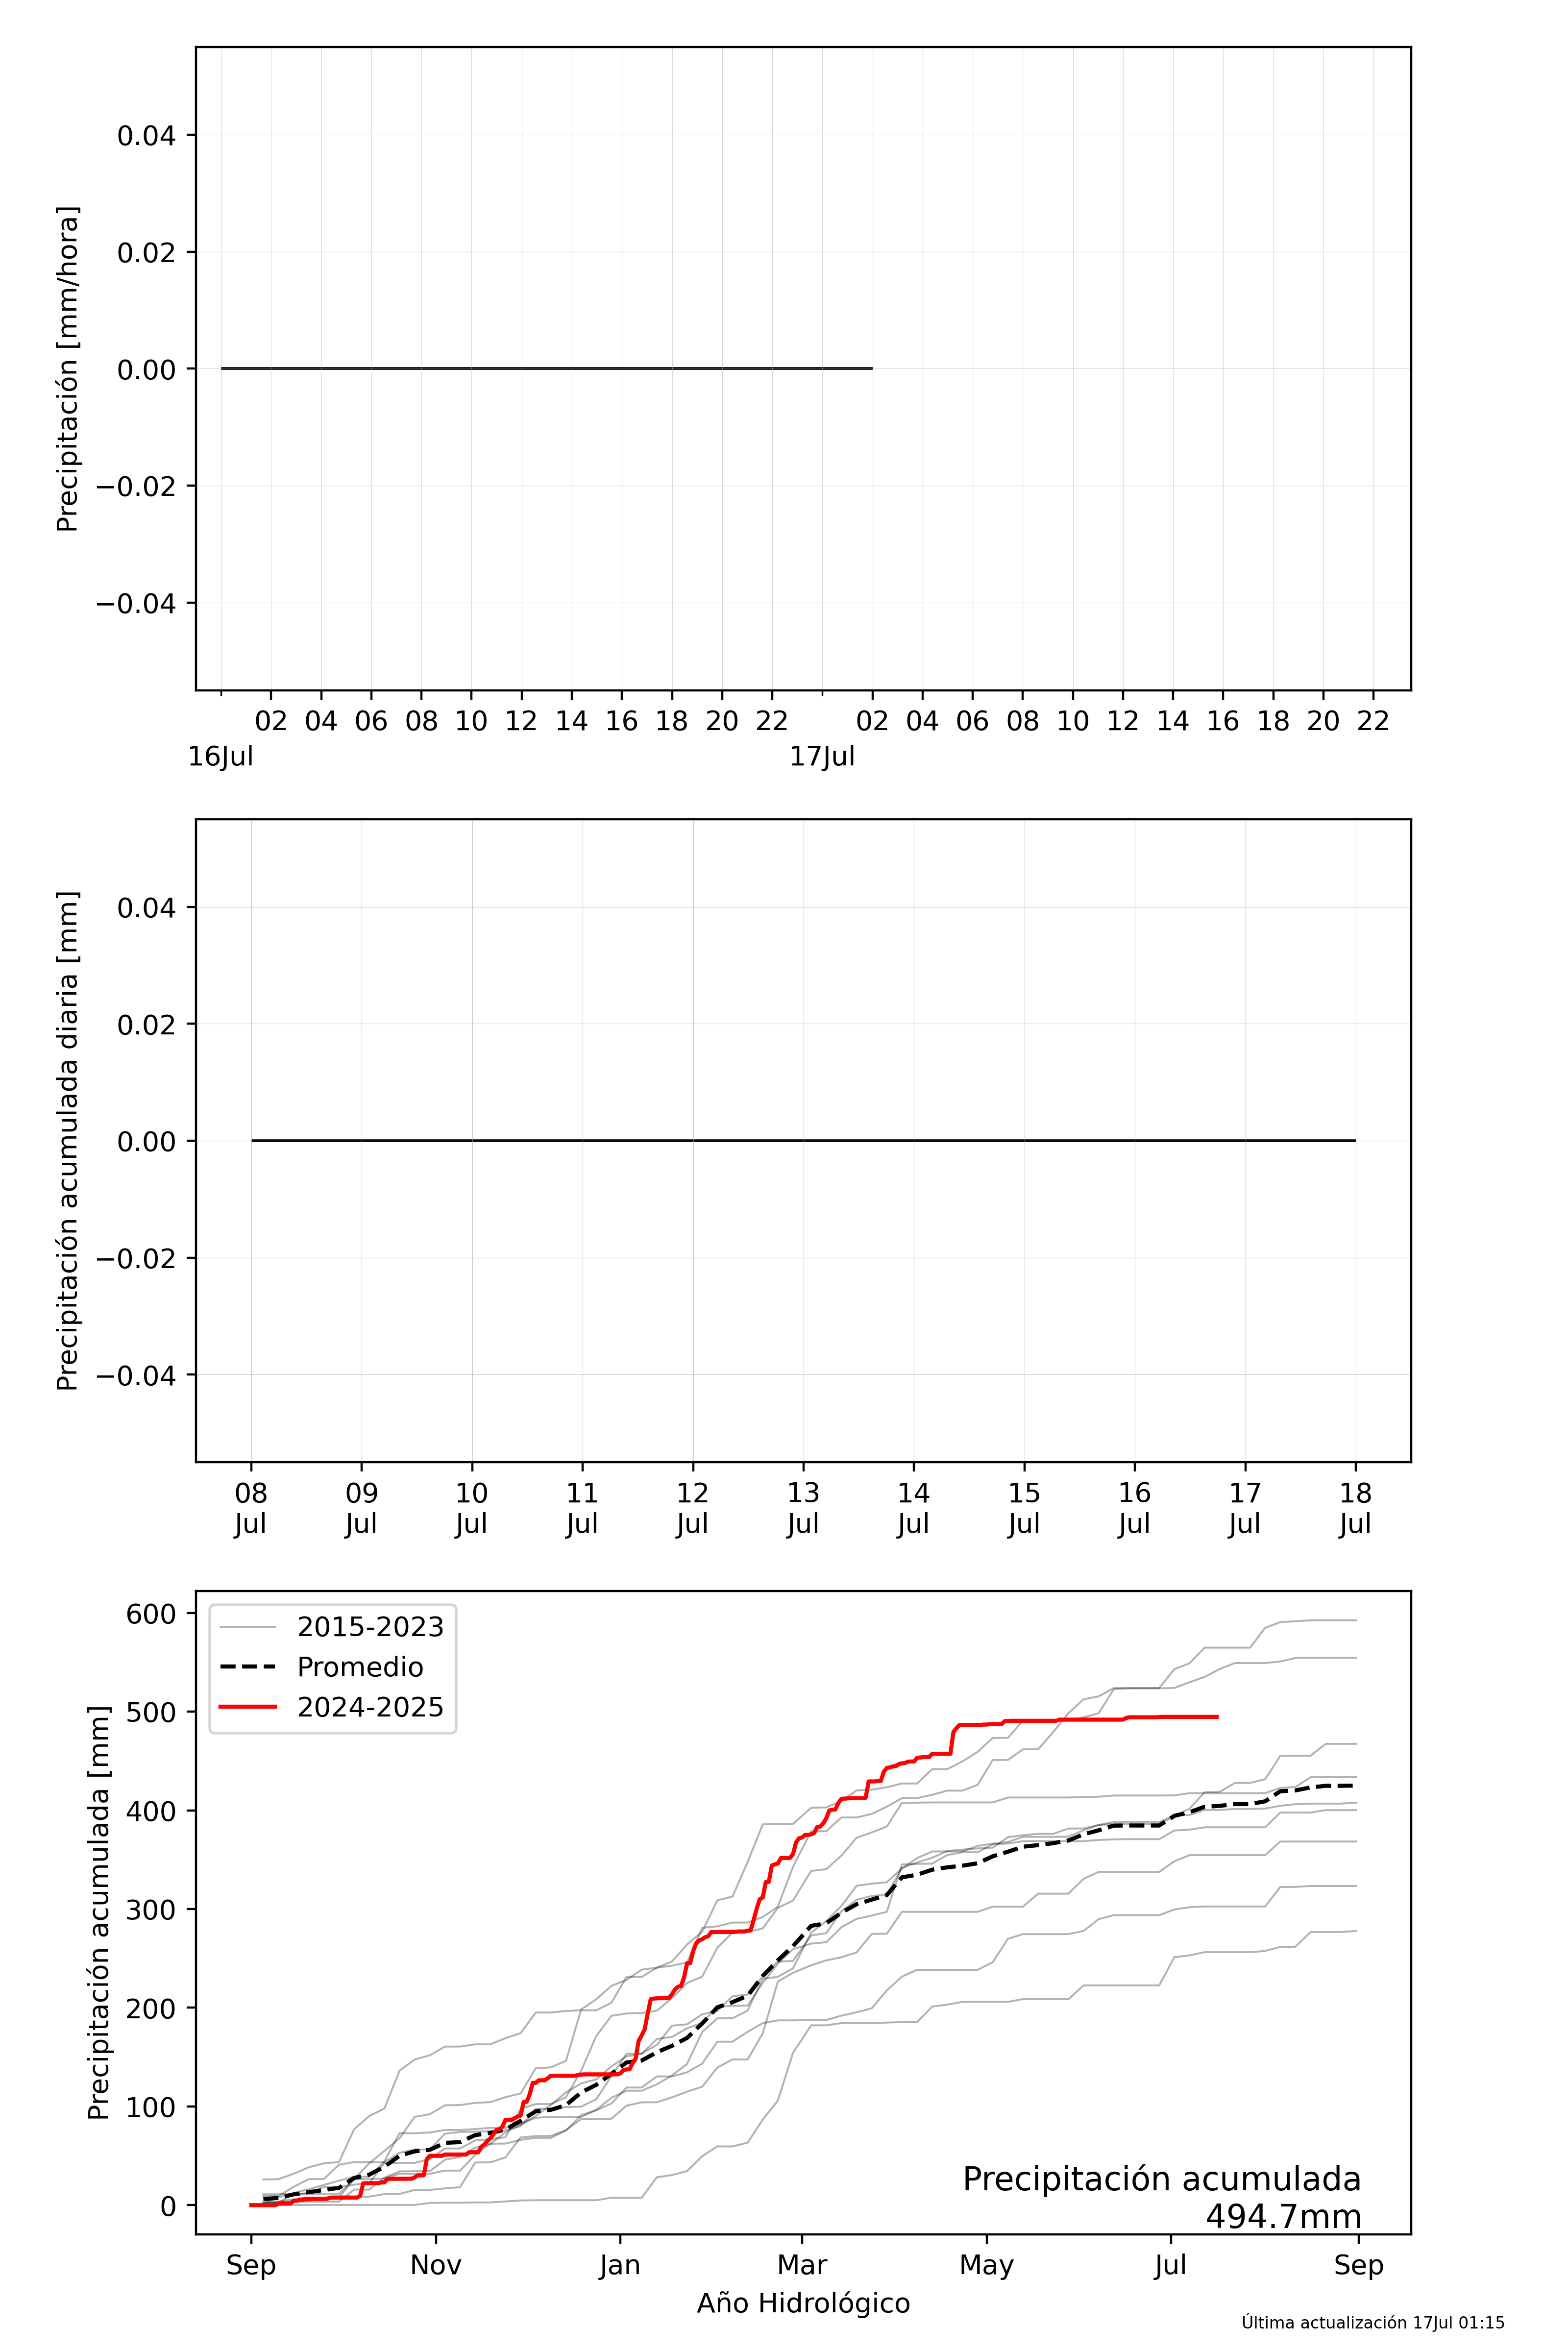 Precipitación [mm/hora]
0.04
0.02
0.00
−0.02
−0.04
02 04 06 08 10 12 14 16 18 20 22 02 04 06 08 10 12 14 16 18 20 22
16Jul 17Jul
Precipitación acumulada diaria [mm]
0.04
0.02
0.00
−0.02
−0.04
08 09 10 11 12 13 14 15 16 17 18
Jul Jul Jul Jul Jul Jul Jul Jul Jul Jul Jul
Precipitación acumulada [mm]
600
500
400
300
200
100
0
2015-2023
Promedio
2024-2025
Precipitación acumulada
494.7mm
Sep Nov Jan Mar May Jul Sep
Año Hidrológico
Última actualización 17Jul 01:15